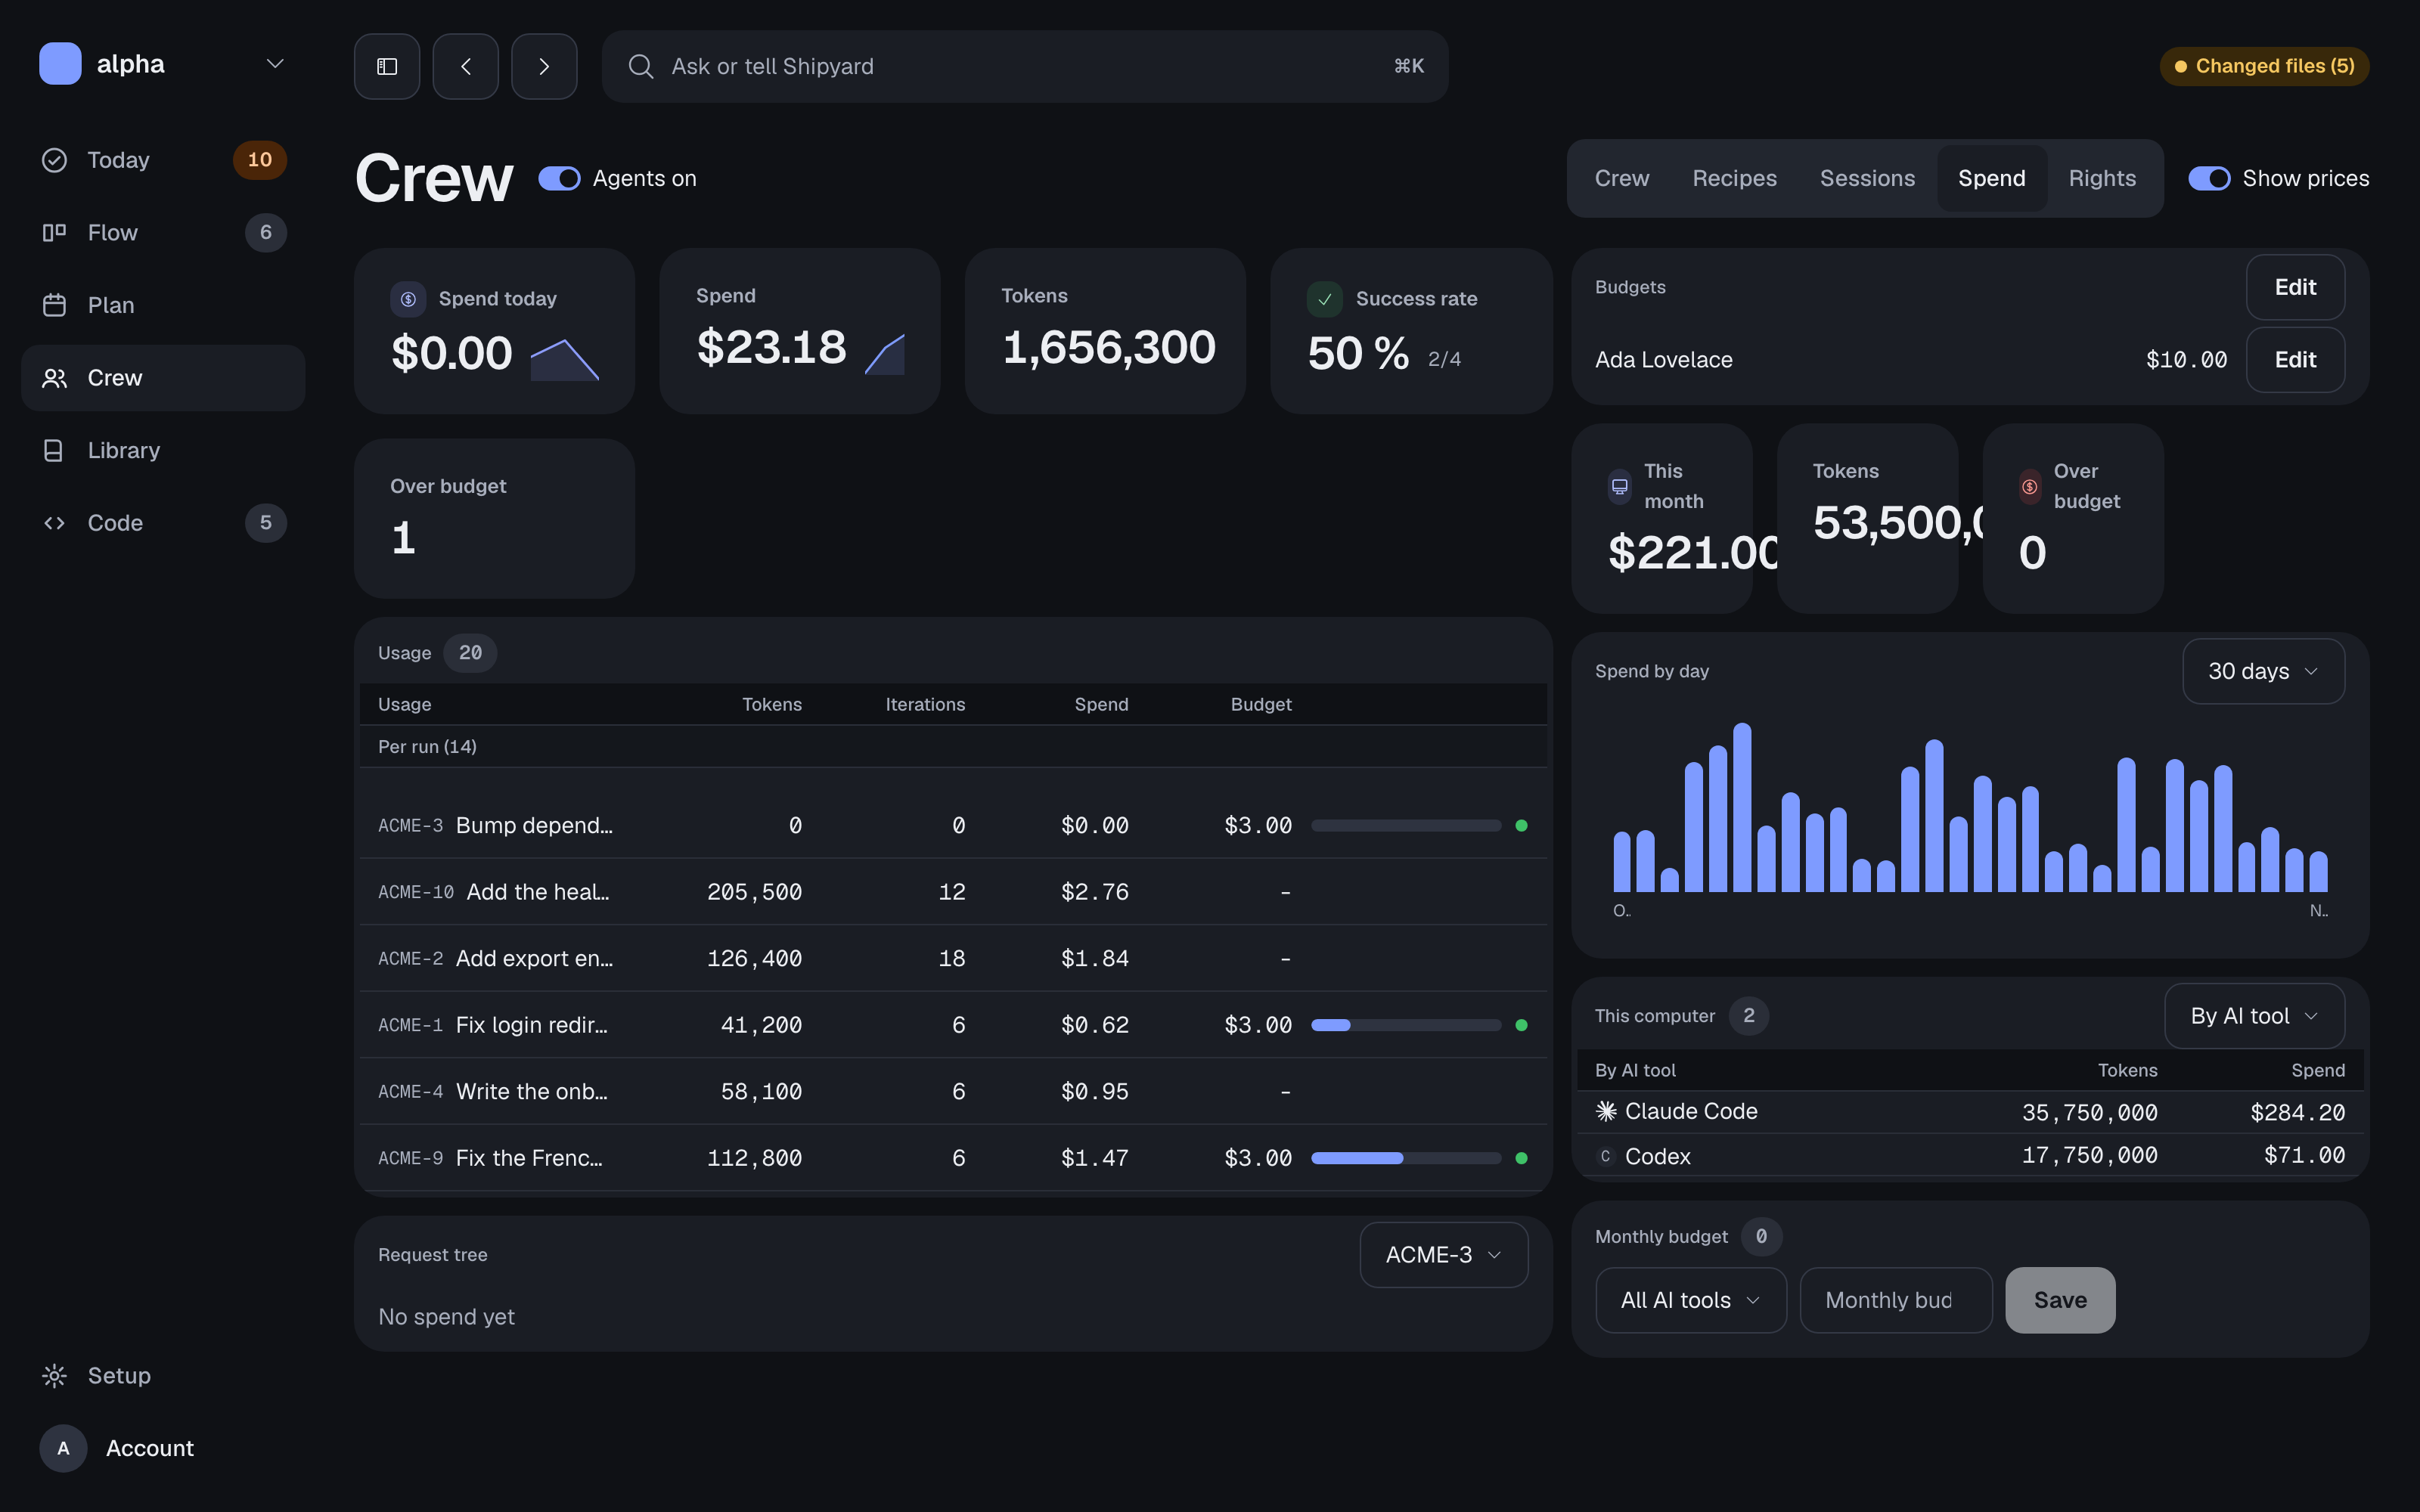 alpha
Ask or tell Shipyard
⌘K
Changed files (5)
Today 10
Flow 6
Plan
Crew
Library
Code 5
Setup
A Account
Crew
Agents on
Crew Recipes Sessions Spend Rights
Show prices
Spend today
$0.00
Spend
$23.18
Tokens
1,656,300
Success rate
50 % 2/4
Over budget
1
Usage 20
Usage Tokens Iterations Spend Budget
Per run (14)
ACME-3 Bump depend... 0 0 $0.00 $3.00
ACME-10 Add the heal... 205,500 12 $2.76 -
ACME-2 Add export en... 126,400 18 $1.84 -
ACME-1 Fix login redir... 41,200 6 $0.62 $3.00
ACME-4 Write the onb... 58,100 6 $0.95 -
ACME-9 Fix the Frenc... 112,800 6 $1.47 $3.00
Request tree
ACME-3
No spend yet
Budgets
Edit
Ada Lovelace $10.00 Edit
This
month
$221.00
Tokens
53,500,0
Over
budget
0
Spend by day
30 days
O..
N..
This computer 2
By AI tool
By AI tool Tokens Spend
Claude Code 35,750,000 $284.20
C Codex 17,750,000 $71.00
Monthly budget 0
All AI tools
Monthly bud
Save